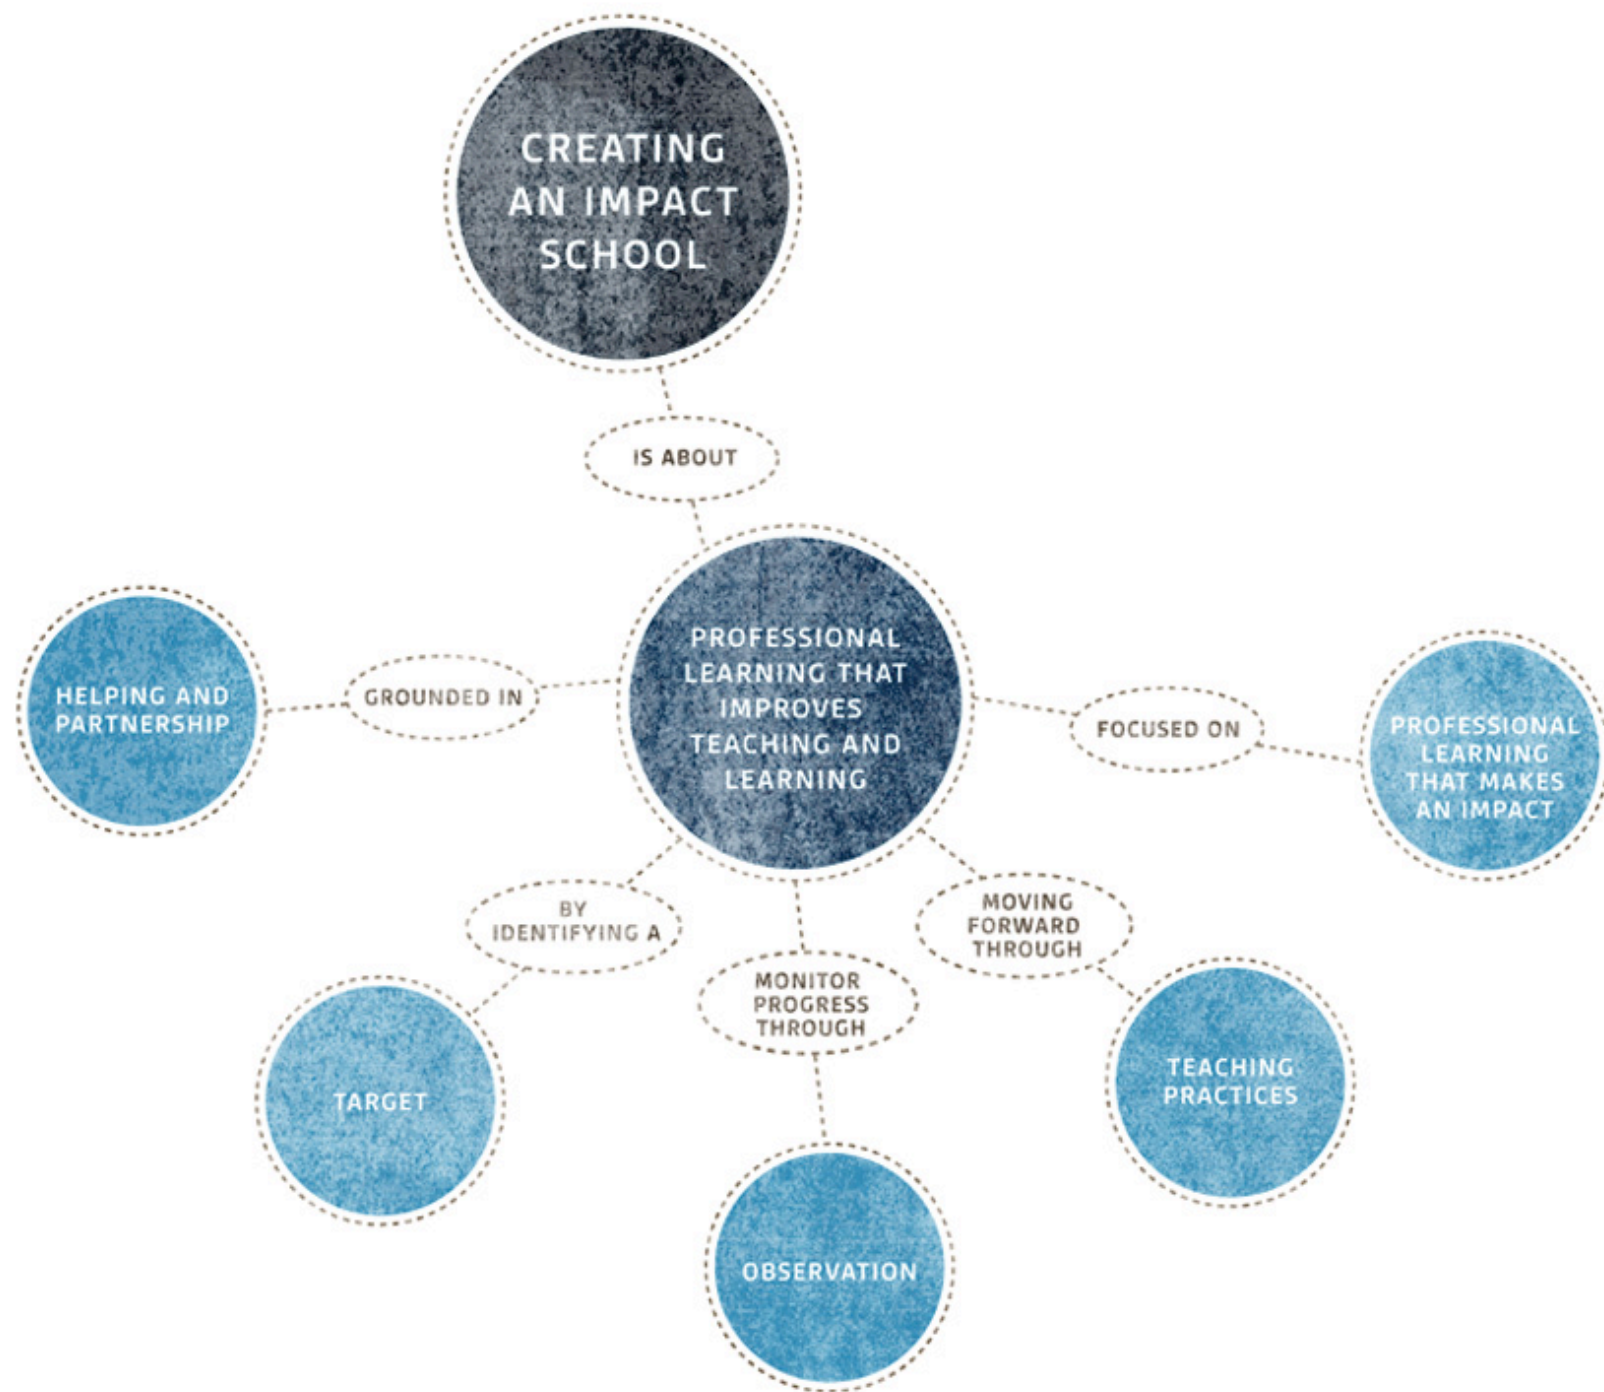 CREATING
AN IMPACT
SCHOOL
IS ABOUT
PROFESSIONAL
LEARNING THAT
IMPROVES
TEACHING AND
LEARNING
GROUNDED IN
HELPING AND
PARTNERSHIP
BY
IDENTIFYING A
TARGET
MONITOR
PROGRESS
THROUGH
OBSERVATION
MOVING
FORWARD
THROUGH
TEACHING
PRACTICES
FOCUSED ON
PROFESSIONAL
LEARNING
THAT MAKES
AN IMPACT